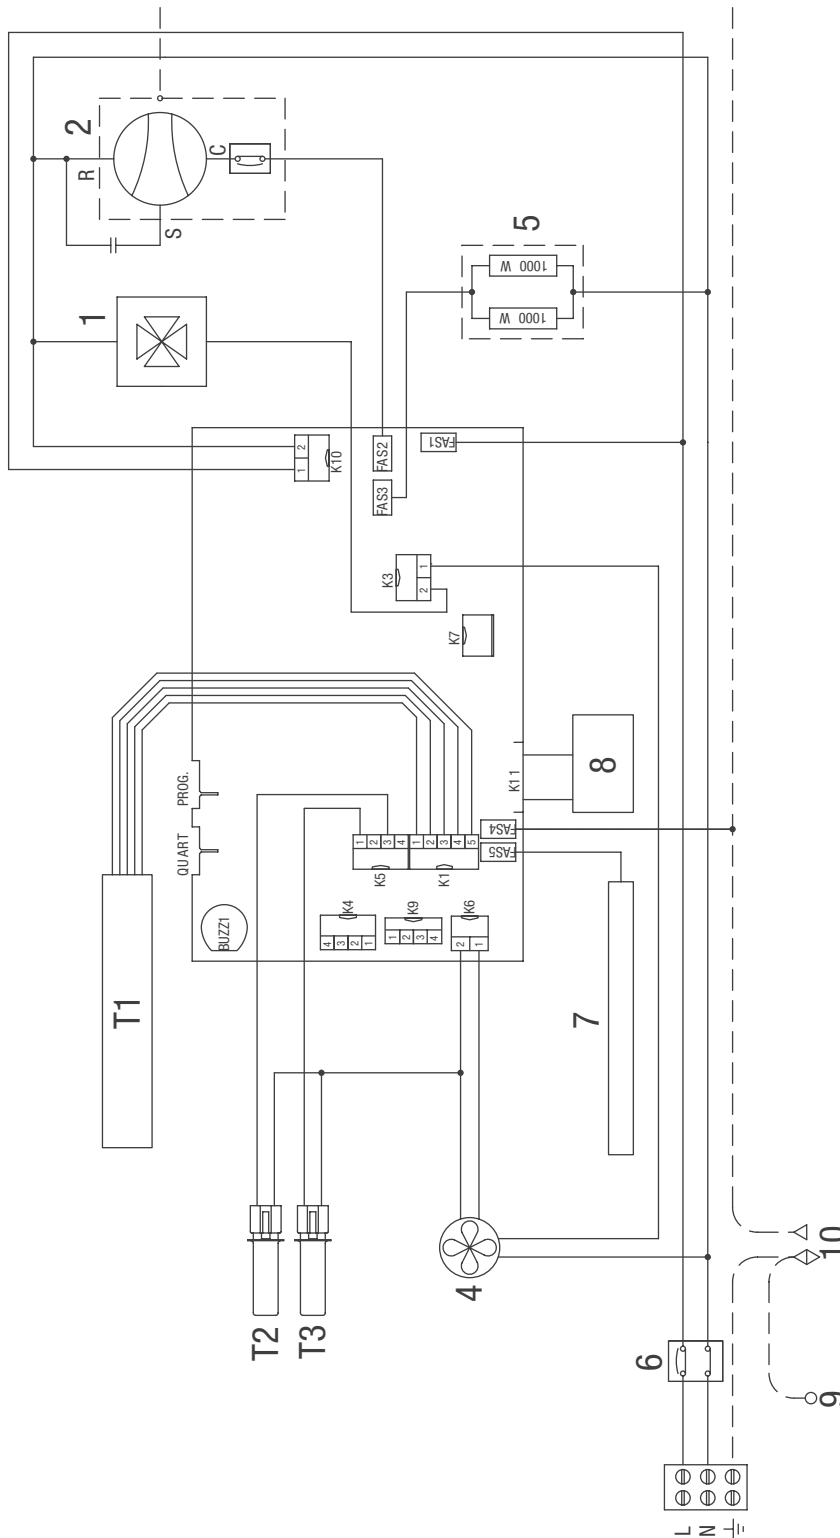 2
R
C
S
5
1000 W
1000 W
1
2
1
K10
FAS2
FAS1
FAS3
K3
1
2
K7
PROG.
QUART
K11
8
FAS4
FAS5
1
2
3
4
1
2
3
4
5
K5
K1
BUZZ1
K4
K9
K6
4
3
2
1
1
2
3
4
2
1
T1
7
T2
T3
4
10
6
9
L
N